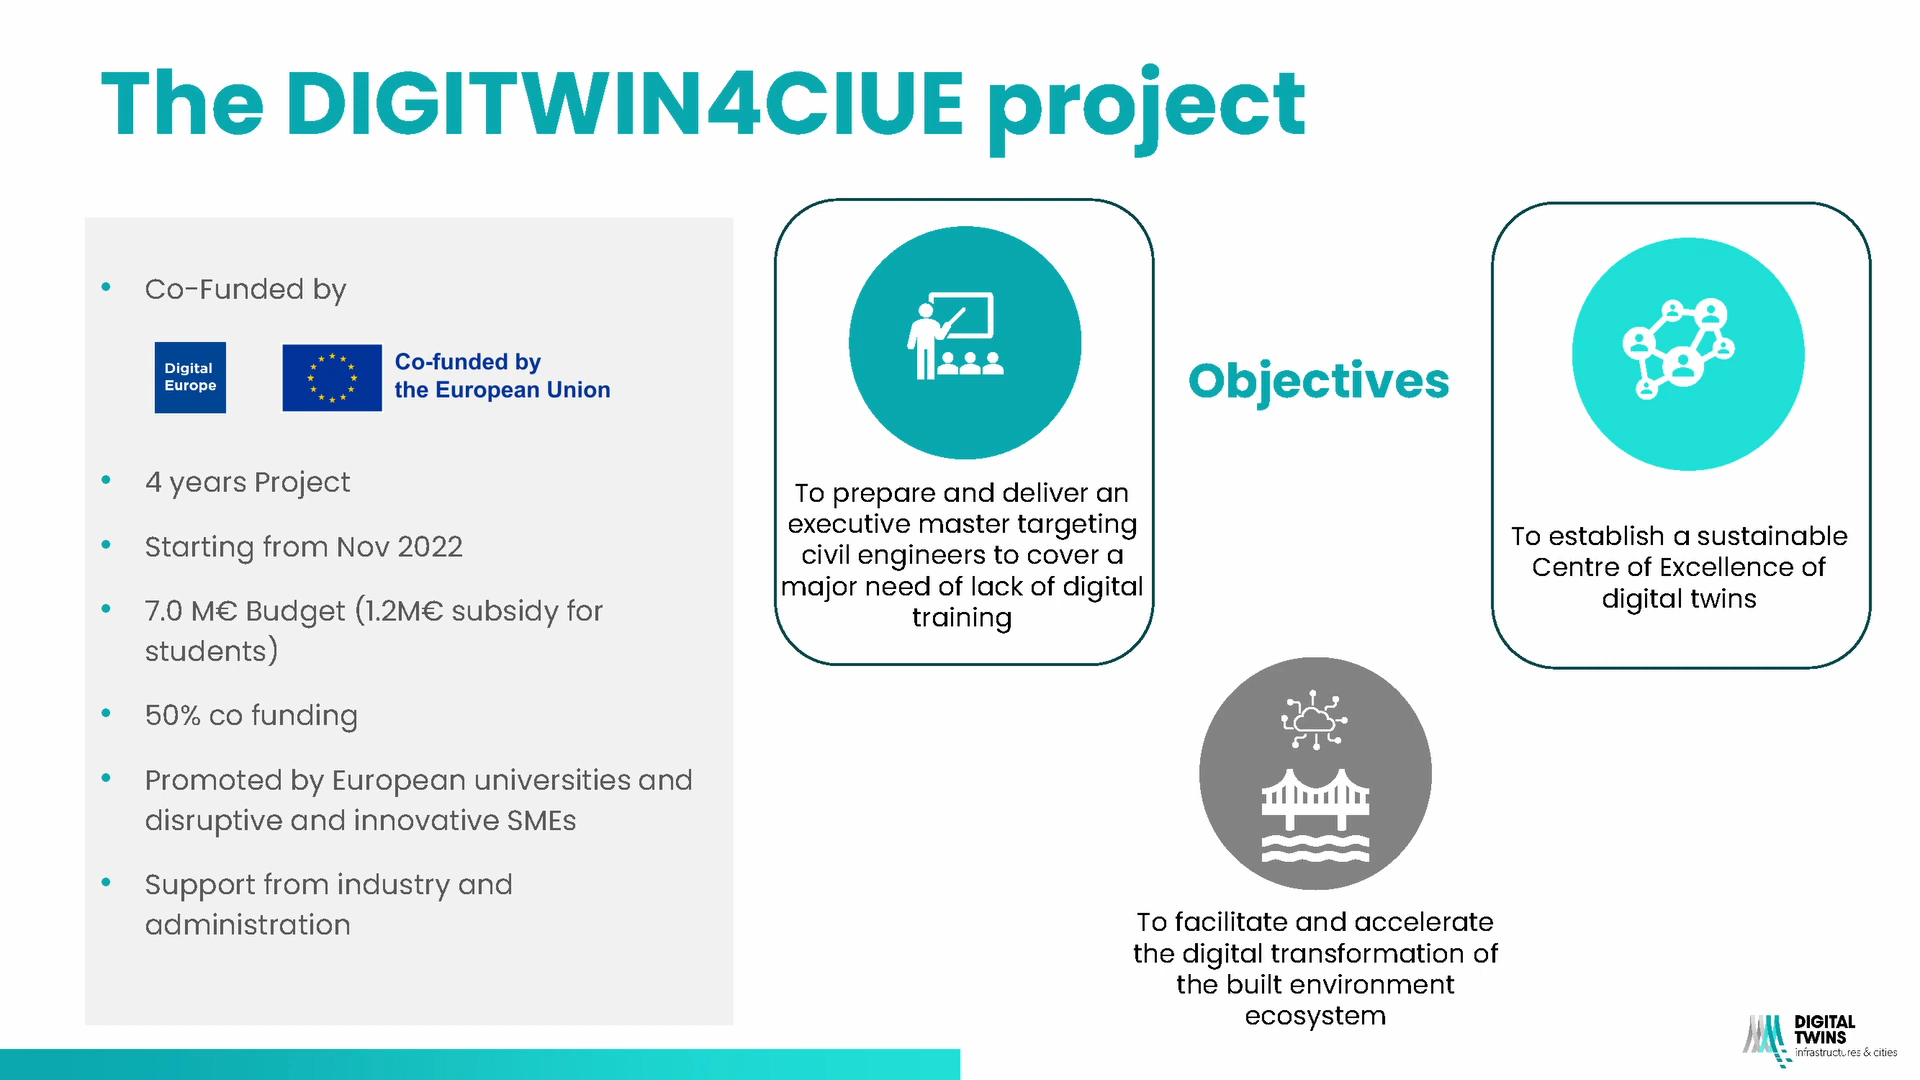 The DIGITWIN4CIUE project
• Co-Funded by
Digital
Europe
Co-funded by
the European Union
• 4 years Project
• Starting from Nov 2022
• 7.0 M€ Budget (1.2M€ subsidy for
students)
• 50% co funding
• Promoted by European universities and
disruptive and innovative SMEs
• Support from industry and
administration
Objectives
To prepare and deliver an
executive master targeting
civil engineers to cover a
major need of lack of digital
training
To establish a sustainable
Centre of Excellence of
digital twins
To facilitate and accelerate
the digital transformation of
the built environment
ecosystem
DIGITAL
TWINS
infrastructures & cities